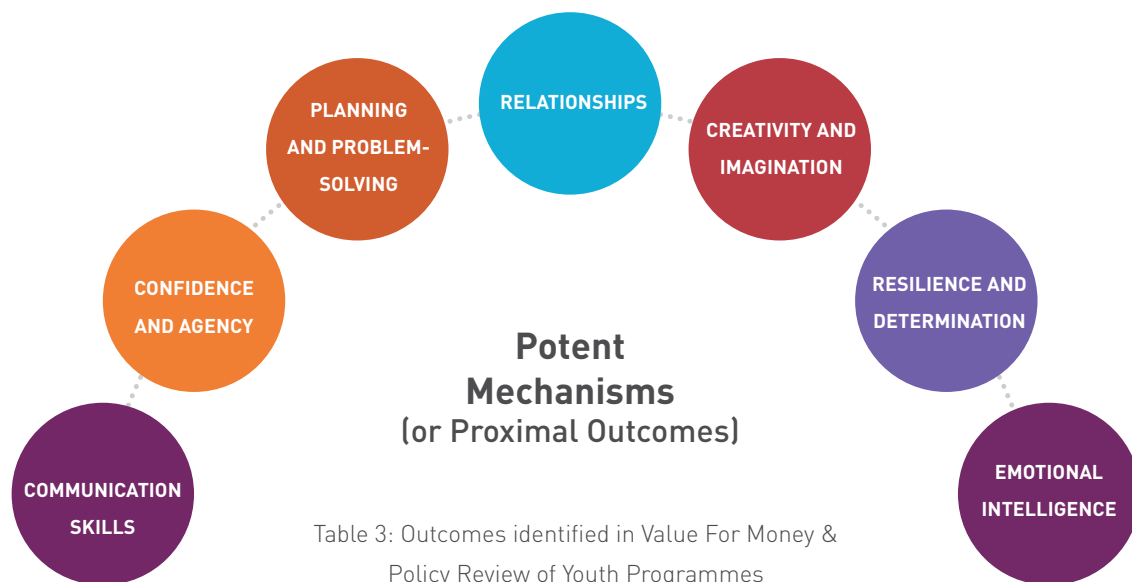 RELATIONSHIPS
PLANNING
AND PROBLEM-
SOLVING
CREATIVITY AND
IMAGINATION
CONFIDENCE
AND AGENCY
RESILIENCE AND
DETERMINATION
Potent
Mechanisms
(or Proximal Outcomes)
COMMUNICATION
SKILLS
EMOTIONAL
INTELLIGENCE
Table 3: Outcomes identified in Value For Money &
Policy Review of Youth Programmes